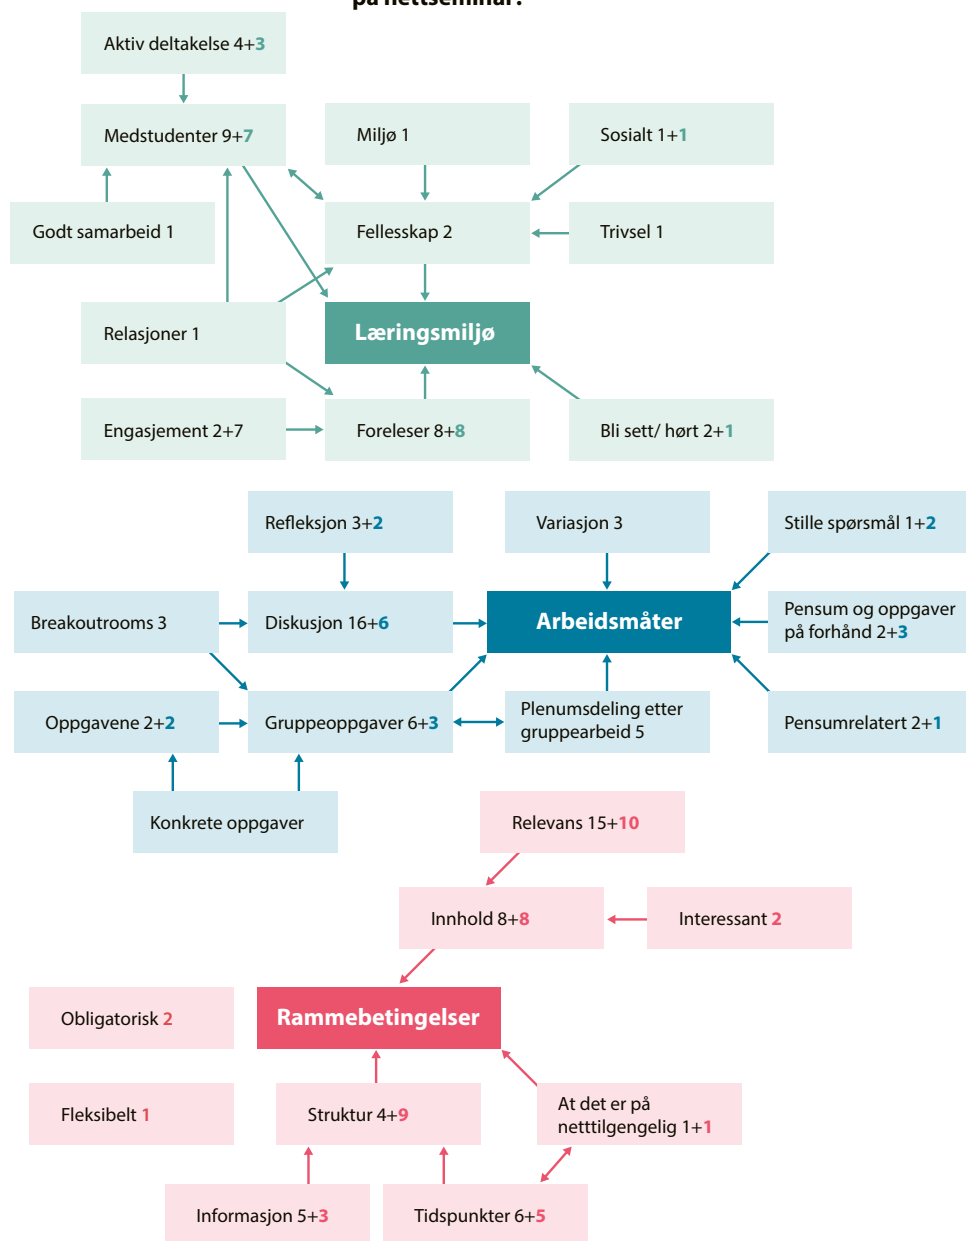 på nettseminar?
Aktiv deltakelse 4+3
Medstudenter 9+7
Miljø 1
Sosialt 1+1
Godt samarbeid 1
Fellesskap 2
Trivsel 1
Relasjoner 1
Læringsmiljø
Engasjement 2+7
Foreleser 8+8
Bli sett/ hørt 2+1
Refleksjon 3+2
Variasjon 3
Stille spørsmål 1+2
Breakoutrooms 3
Diskusjon 16+6
Arbeidsmåter
Pensum og oppgaver
på forhånd 2+3
Oppgavene 2+2
Gruppeoppgaver 6+3
Plenumsdeling etter
gruppearbeid 5
Pensumrelatert 2+1
Konkrete oppgaver
Relevans 15+10
Innhold 8+8
Interessant 2
Obligatorisk 2
Rammebetingelser
Fleksibelt 1
Struktur 4+9
At det er på
netttilgengelig 1+1
Informasjon 5+3
Tidspunkter 6+5